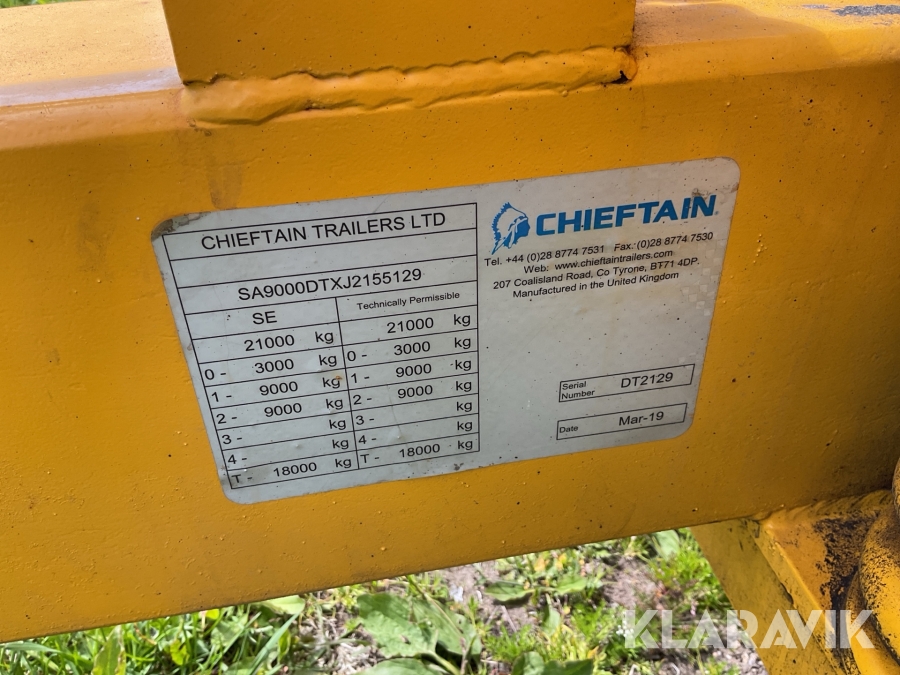 CHIEFTAIN TRAILERS LTD
SA9000DTXJ2155129
SE Technically Permissible
21000 kg 21000 kg
0 - 3000 kg 0 - 3000 kg
1 - 9000 kg 1 - 9000 kg
2 - 9000 kg 2 - 9000 kg
3 - kg 3 - kg
4 - kg 4 - kg
T - 18000 kg T - 18000 kg
CHIEFTAIN
Tel. +44 (0)28 8774 7531 Fax. (0)28 8774 7530
Web: www.chieftaintrailers.com
207 Coalisland Road, Co Tyrone, BT71 4DP.
Manufactured in the United Kingdom
Serial Number DT2129
Date Mar-19
KLARAVIK